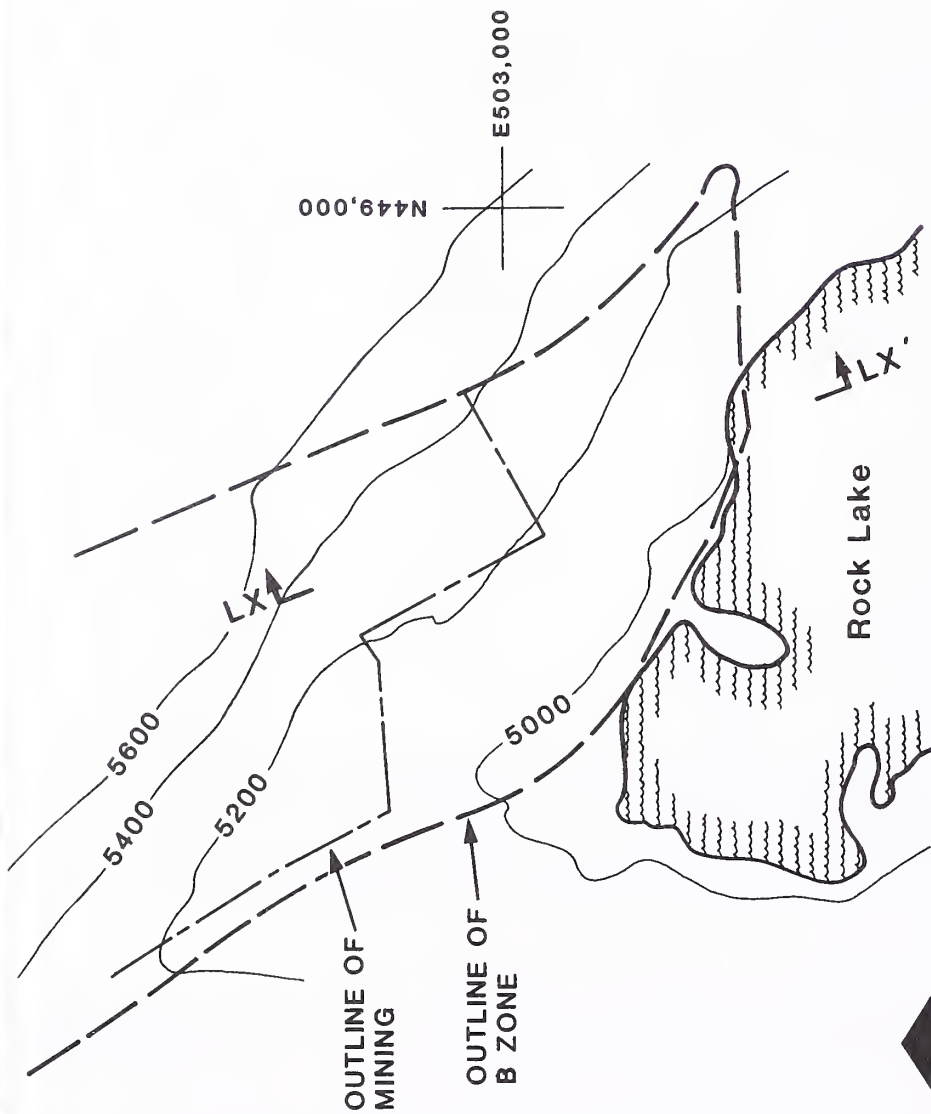 N449,000
E503,000
LX
LX'
5600
5400
5200
5000
OUTLINE OF
MINING
OUTLINE OF
B ZONE
Rock Lake